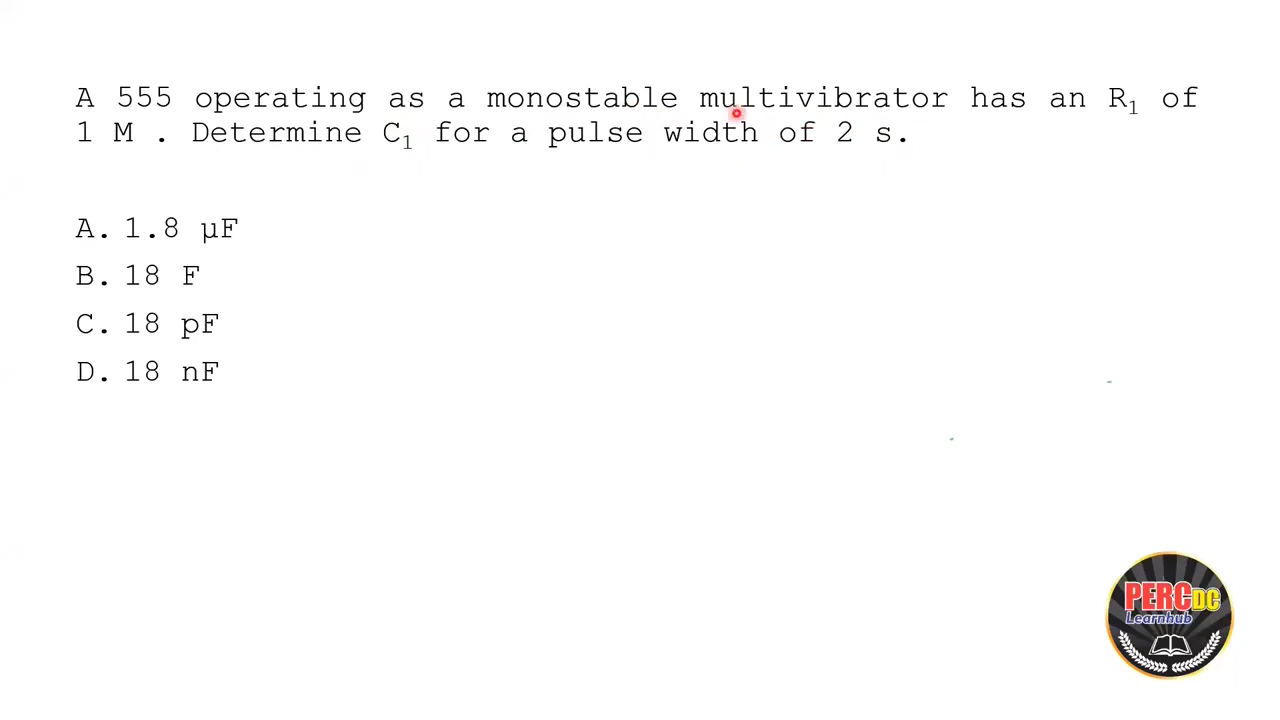 A 555 operating as a monostable multivibrator has an R₁ of
1 M . Determine C₁ for a pulse width of 2 s.
A. 1.8 µF
B. 18 F
C. 18 pF
D. 18 nF
PERC DC
Learnhub